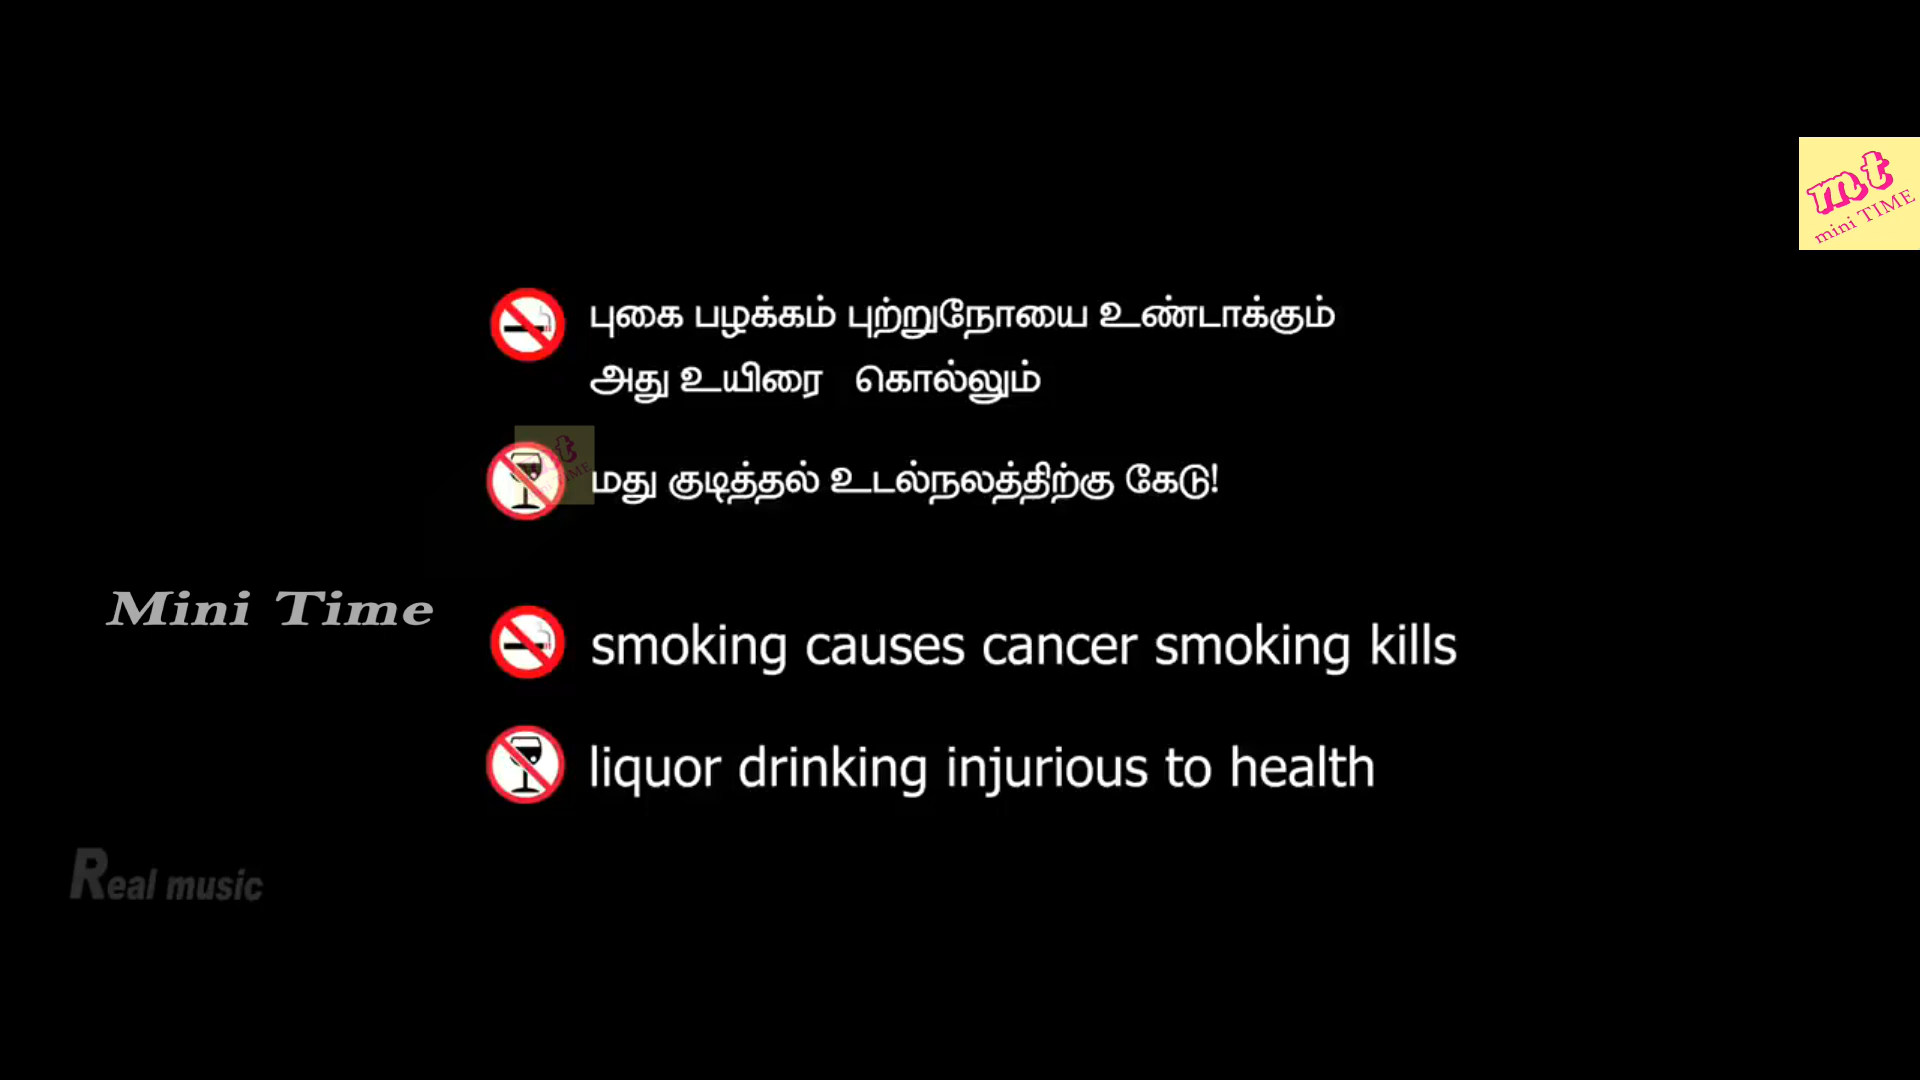 mt
mini TIME
புகை பழக்கம் புற்றுநோயை உண்டாக்கும்
அது உயிரை கொல்லும்
மது குடித்தல் உடல்நலத்திற்கு கேடு!
Mini Time
smoking causes cancer smoking kills
liquor drinking injurious to health
Real music